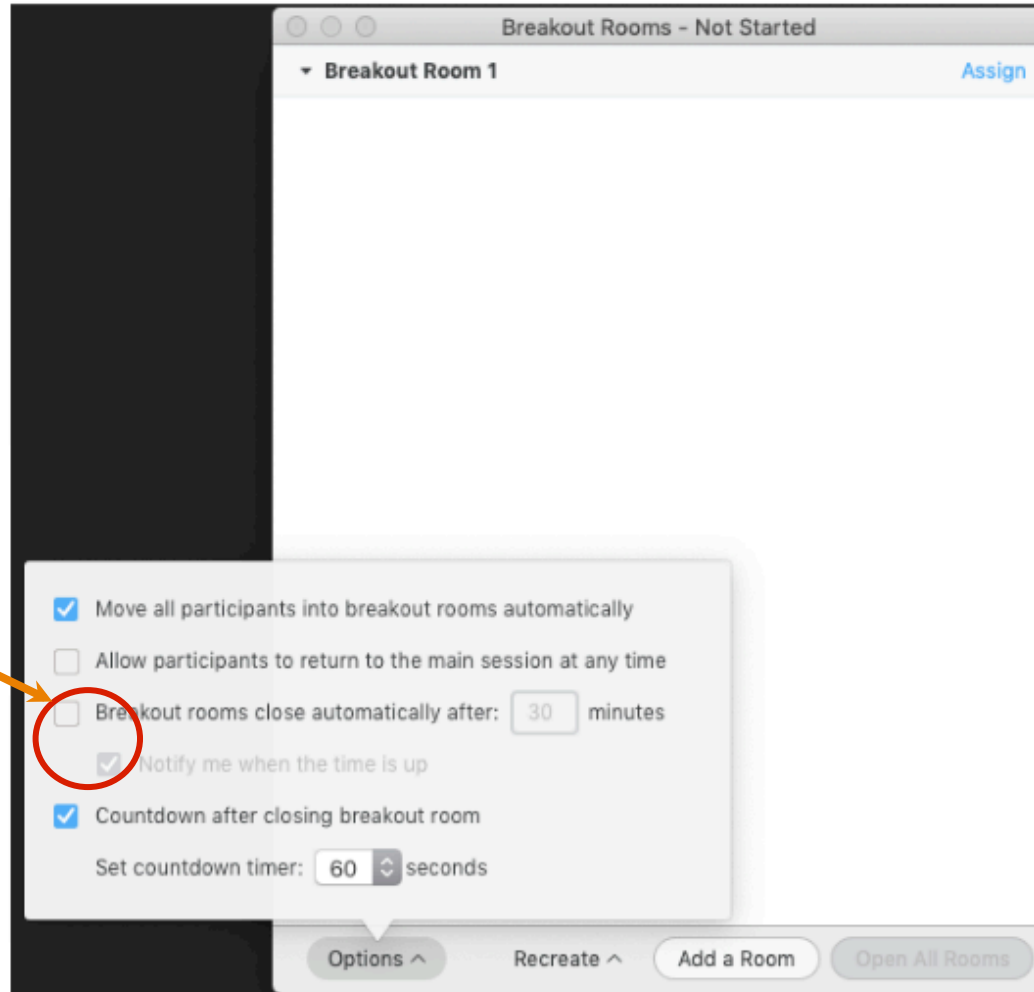 Breakout Rooms - Not Started
Breakout Room 1 Assign
Move all participants into breakout rooms automatically
Allow participants to return to the main session at any time
Breakout rooms close automatically after: 30 minutes
Notify me when the time is up
Countdown after closing breakout room
Set countdown timer: 60 seconds
Options Recreate Add a Room Open All Rooms